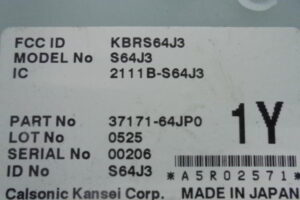 FCC ID KBRS64J3
MODEL No S64J3
IC 2111B-S64J3
PART No 37171-64JP0
LOT No 0525
SERIAL No 00206
ID No S64J3
1Y
*A5R02571*
Calsonic Kansei Corp. MADE IN JAPAN